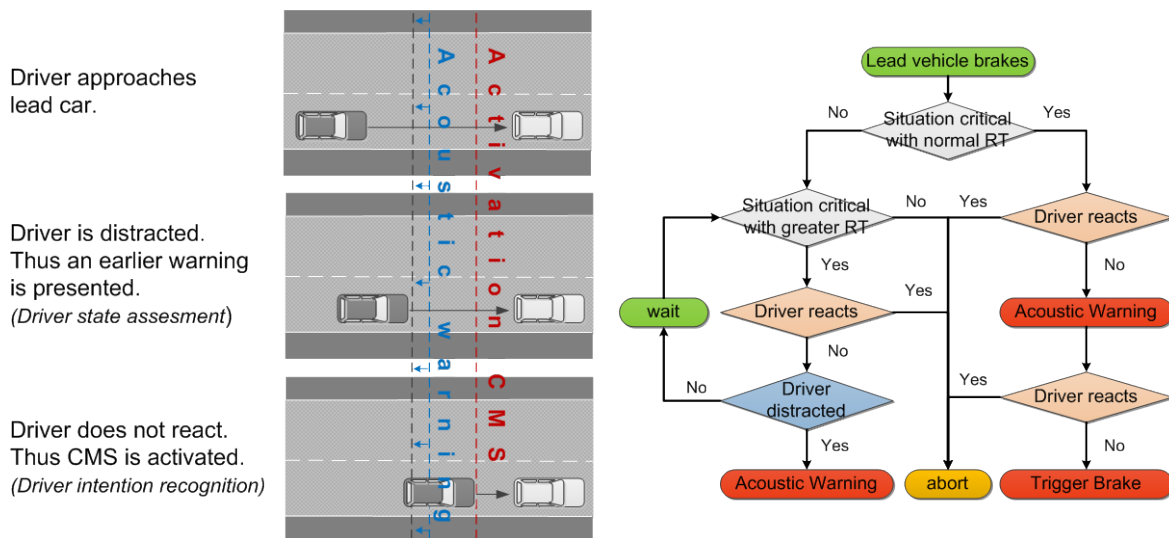 Driver approaches
lead car.
Driver is distracted.
Thus an earlier warning
is presented.
(Driver state assesment)
Driver does not react.
Thus CMS is activated.
(Driver intention recognition)
Acoustic warning
Activation CMS
Lead vehicle brakes
No
Situation critical
with normal RT
Yes
Situation critical
with greater RT
No
Yes
Driver reacts
Yes
No
wait
Driver reacts
Yes
Acoustic Warning
No
No
Driver
distracted
Yes
Driver reacts
Yes
No
Acoustic Warning
abort
Trigger Brake